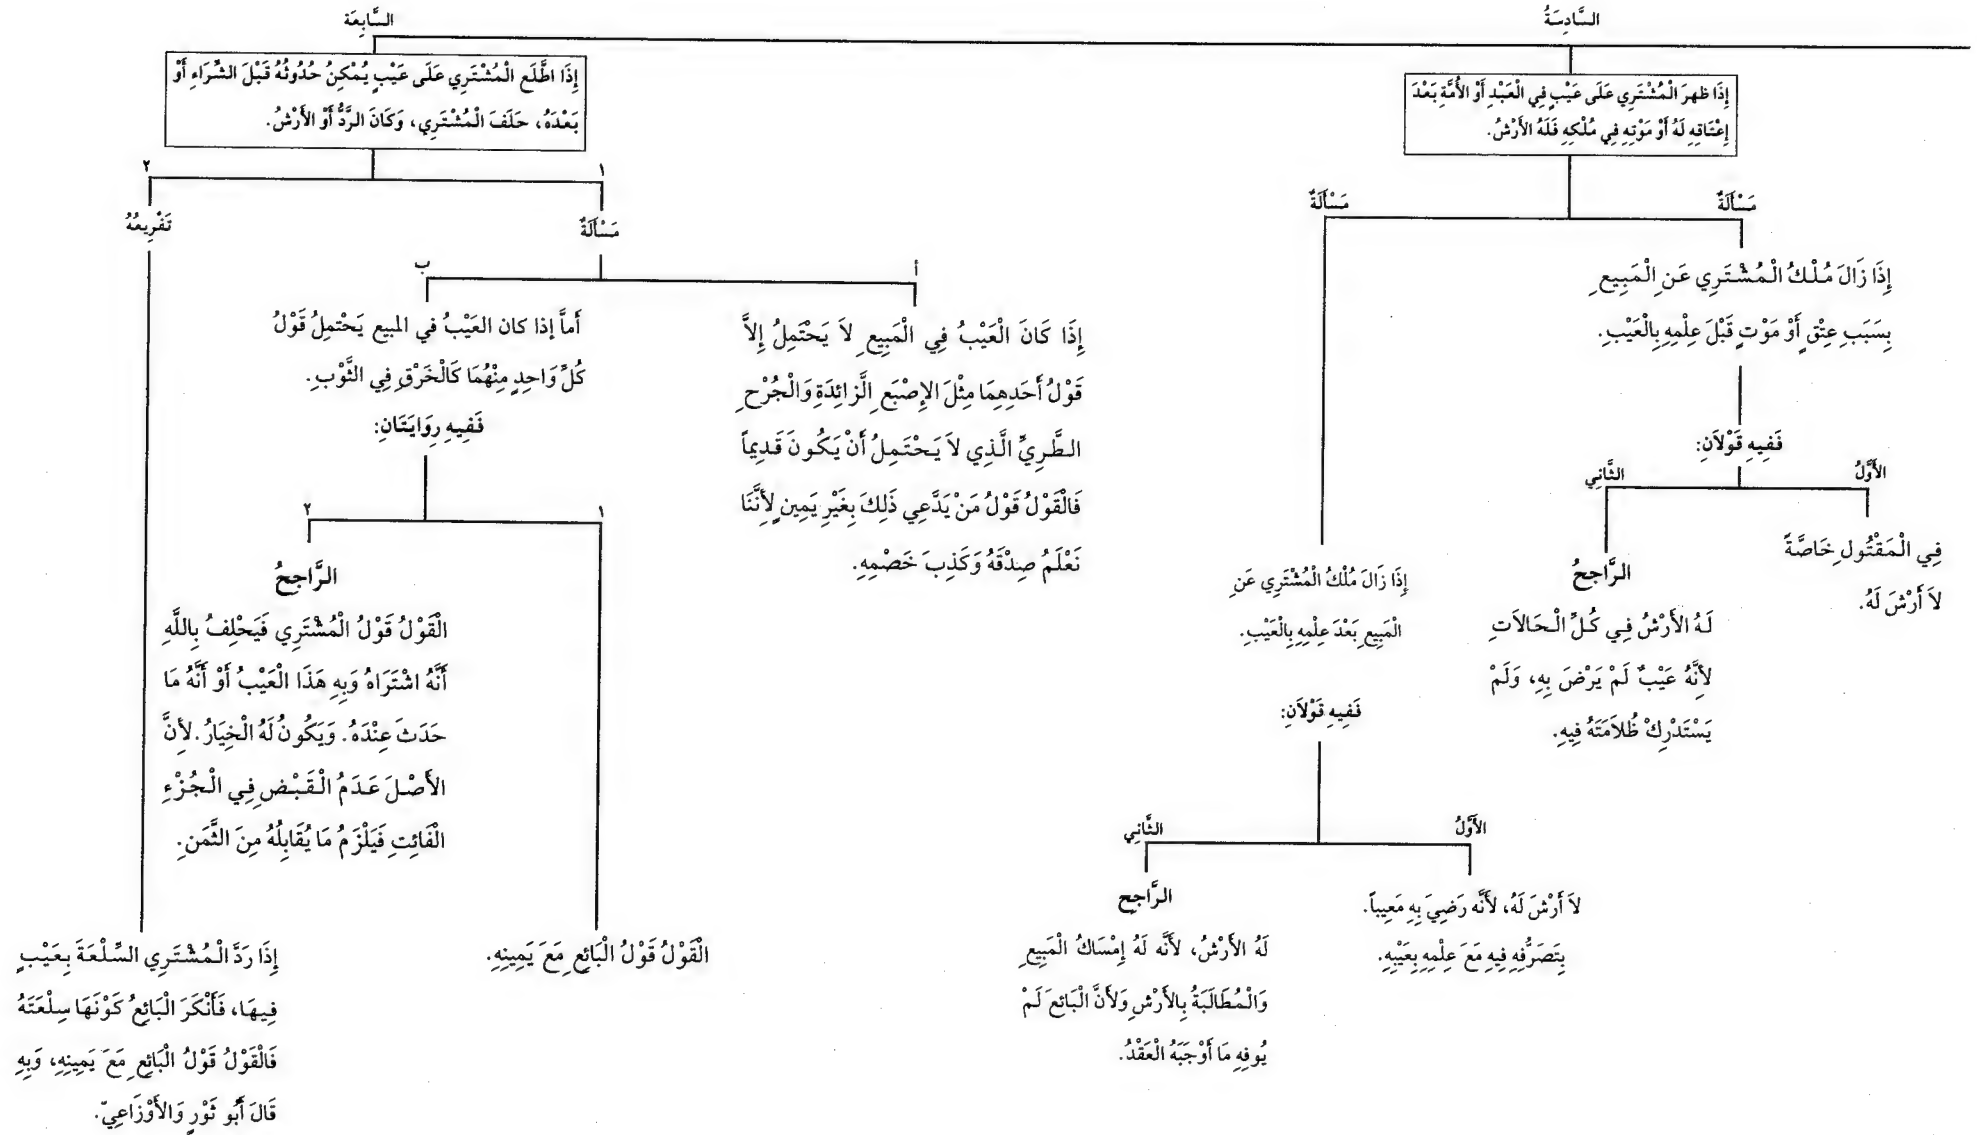 السَّادِسَةُ
إِذَا ظهرَ الْمُشْتَرِي عَلَى عَيْبٍ فِي الْعَبْدِ أَوْ الأُمَّةِ بَعْدَ
إِعْتَاقِهِ لَهُ أَوْ مَوْتِهِ فِي مُلْكِهِ فَلَهُ الأَرْشُ.
مَسْأَلَةٌ
إِذَا زَالَ مُلْكُ الْمُشْتَرِي عَنِ الْمَبِيعِ
بِسَبَبِ عِتْقٍ أَوْ مَوْتٍ قَبْلَ عِلْمِهِ بِالْعَيْبِ.
فَفِيهِ قَوْلاَنِ:
الأَوَّلُ
فِي الْمَقْتُولِ خَاصَّةً
لاَ أَرْشَ لَهُ.
الثَّانِي
الرَّاجِحُ
لَهُ الأَرْشُ فِي كُلِّ الْحَالاَتِ
لأَنَّهُ عَيْبٌ لَمْ يَرْضَ بِهِ، وَلَمْ
يَسْتَدْرِكْ ظُلاَمَتَهُ فِيهِ.
مَسْأَلَةٌ
إِذَا زَالَ مُلْكُ الْمُشْتَرِي عَنِ
الْمَبِيعِ بَعْدَ عِلْمِهِ بِالْعَيْبِ.
فَفِيهِ قَوْلاَنِ:
الأَوَّلُ
لاَ أَرْشَ لَهُ، لأَنَّه رَضِيَ بِهِ مَعِيباً.
بِتَصَرُّفِهِ فِيهِ مَعَ عِلْمِهِ بِعَيْبِهِ.
الثَّانِي
الرَّاجِح
لَهُ الأَرْشُ، لأَنَّه لَهُ إِمْسَاكُ الْمَبِيعِ
وَالْمُطَالَبَةُ بِالأَرْشِ وَلأَنَّ الْبَائِعَ لَمْ
يُوفِهِ مَا أَوْجَبَهُ الْعَقْدُ.
السَّابِعَة
إِذَا اطَّلَع الْمُشْتَرِي عَلَى عَيْبٍ يُمْكِنُ حُدُوثُهُ قَبْلَ الشِّرَاءِ أَوْ
بَعْدَهُ، حَلَفَ الْمُشْتَرِي، وَكَانَ الرَّدُّ أَوْ الأَرْشُ.
١
مَسْأَلَةٌ
أ
إِذَا كَانَ الْعَيْبُ فِي الْمَبِيعِ لاَ يَحْتَمِلُ إِلاَّ
قَوْلُ أَحَدِهِمَا مِثْلَ الإِصْبَعِ الَّزائِدَةِ وَالْجُرْحِ
الطَّرِيِّ الَّذِي لاَ يَحْتَمِلُ أَنْ يَكُونَ قَدِيماً
فَالْقَوْلُ قَوْلُ مَنْ يَدَّعِي ذَلِكَ بِغَيْرِ يَمِينٍ لأَنَّنَا
نَعْلَمُ صِدْقَهُ وَكَذِبَ خَصْمِهِ.
ب
أَماَّ إذا كان العَيْبُ في المبيع يَحْتمِلُ قَوْلُ
كُلِّ وَاحِدٍ مِنْهُمَا كَالْخَرْقِ فِي الثَّوْبِ.
فَفِيهِ رِوَايَتَانِ:
١
الْقَوْلُ قَوْلُ الْبَائِعِ مَعَ يَمِينِهِ.
٢
الرَّاجِحُ
الْقَوْلُ قَوْلُ الْمُشْتَرِي فَيَحْلِفُ بِاللَّهِ
أَنَّهُ اشْتَرَاهُ وَبِهِ هَذَا الْعَيْبُ أَوْ أَنَّهُ مَا
حَدَثَ عِنْدَهُ. وَيَكُونُ لَهُ الْخِيَارُ. لأَنَّ
الأَصْلَ عَدَمُ الْقَبْضِ فِي الْجُزْءِ
الْفَائِتِ فَيَلْزَمُ مَا يُقَابِلُهُ مِنَ الثَّمَنِ.
٢
تَفْرِيعُهُ
إِذَا رَدَّ الْمُشْتَرِي السِّلْعَةَ بِعَيْبٍ
فِيهَا، فَأَنْكَرَ الْبَائِعُ كَوْنَهَا سِلْعَتَهُ
فَالْقَوْلُ قَوْلُ الْبَائِعِ مَعَ يَمِينِهِ، وَبِهِ
قَالَ أَبُو ثَوْرٍ وَالأَوْزَاعِيّ.